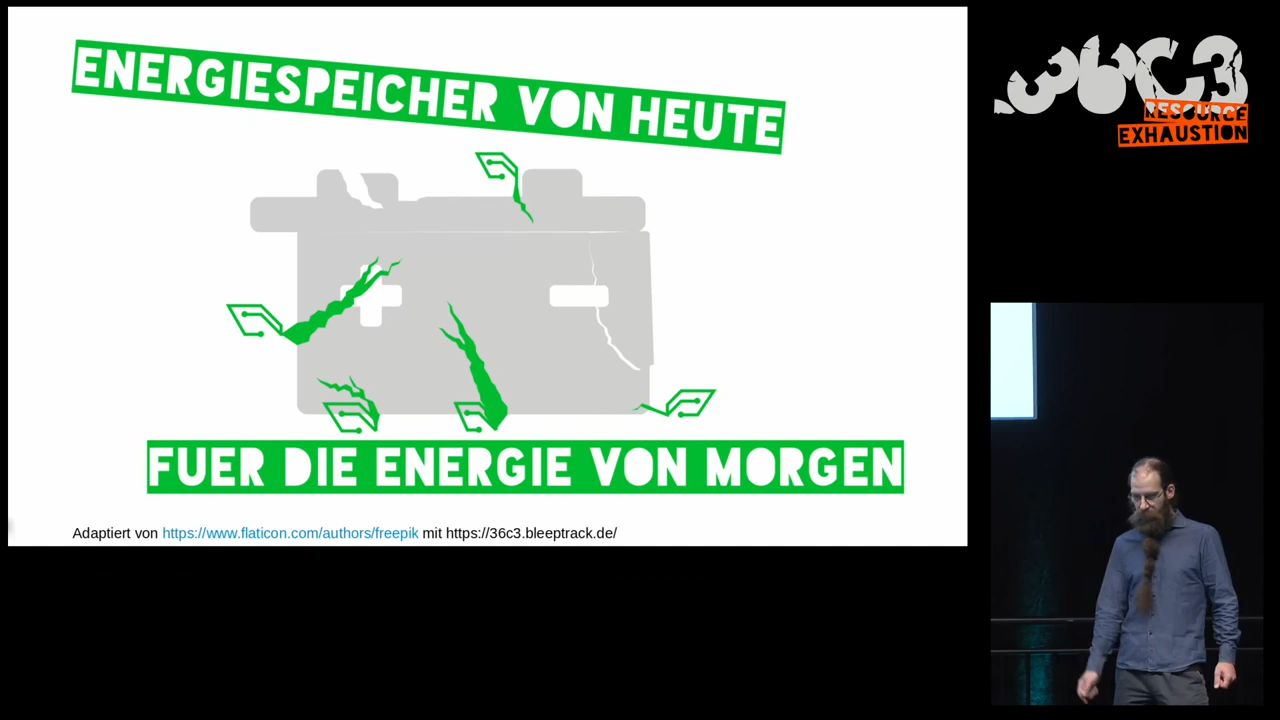 ENERGIESPEICHER VON HEUTE
FUER DIE ENERGIE VON MORGEN
Adaptiert von https://www.flaticon.com/authors/freepik mit https://36c3.bleeptrack.de/
36C3
RESOURCE
EXHAUSTION